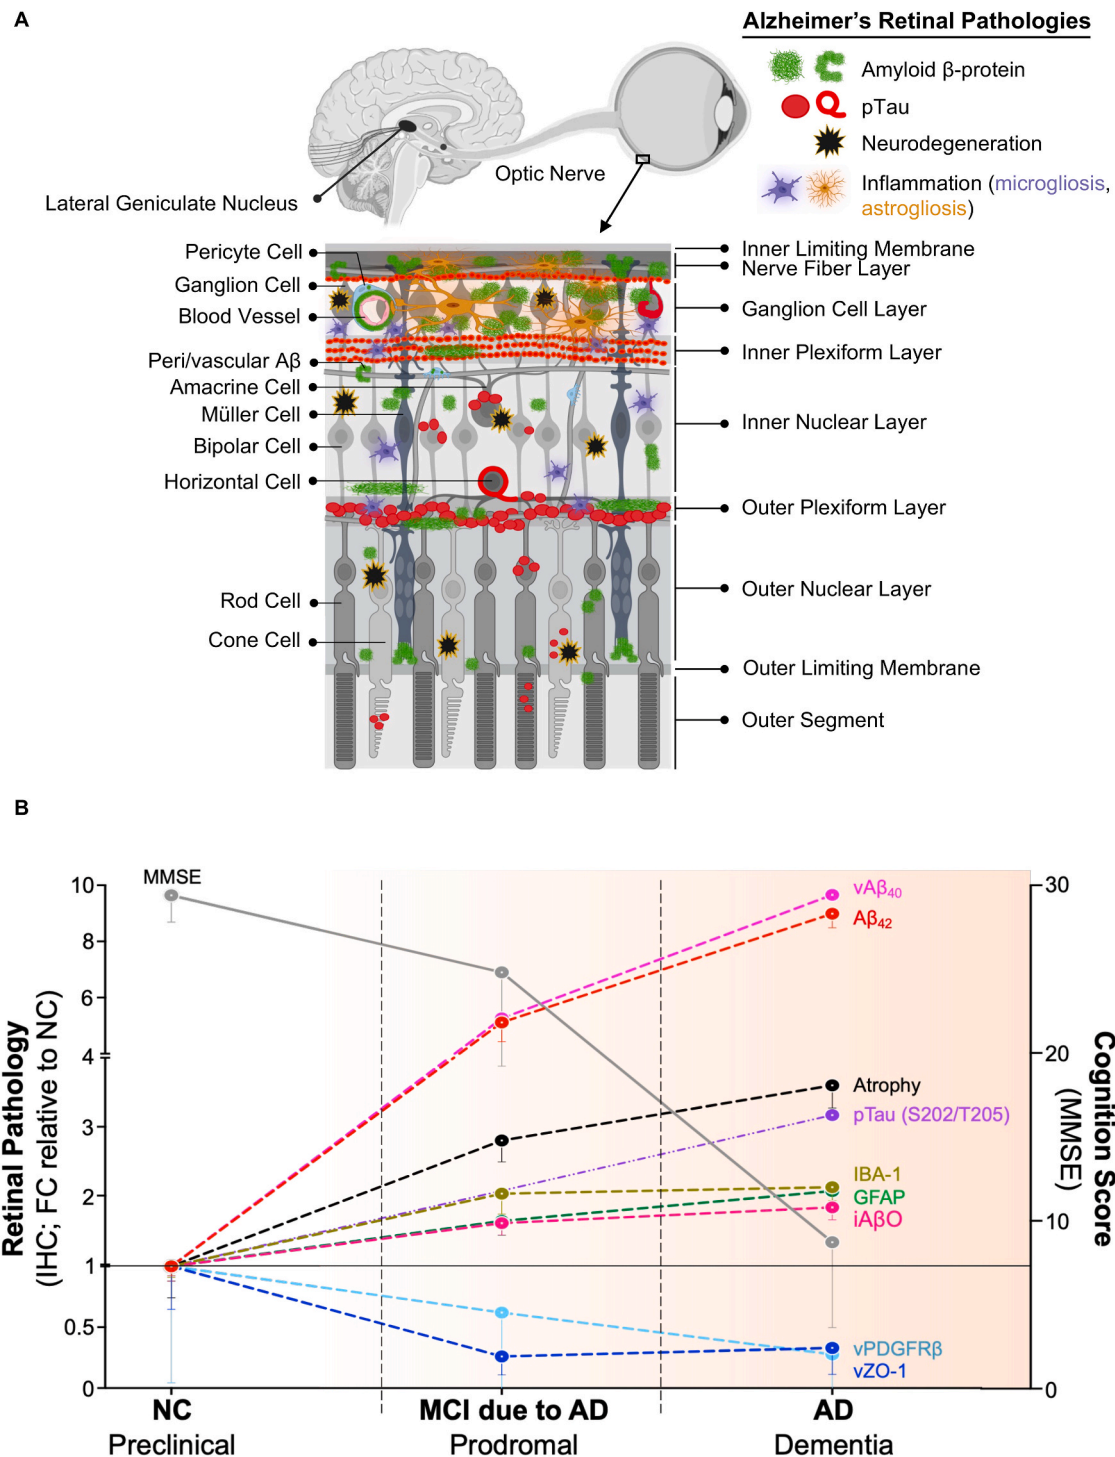 A
Alzheimer's Retinal Pathologies
Amyloid β-protein
pTau
Neurodegeneration
Inflammation (microgliosis,
astrogliosis)
Optic Nerve
Lateral Geniculate Nucleus
Pericyte Cell
Ganglion Cell
Blood Vessel
Peri/vascular Aβ
Amacrine Cell
Müller Cell
Bipolar Cell
Horizontal Cell
Rod Cell
Cone Cell
Inner Limiting Membrane
Nerve Fiber Layer
Ganglion Cell Layer
Inner Plexiform Layer
Inner Nuclear Layer
Outer Plexiform Layer
Outer Nuclear Layer
Outer Limiting Membrane
Outer Segment
B
Retinal Pathology
(IHC; FC relative to NC)
10
8
6
4
3
2
1
0.5
0
MMSE
vAβ40
Aβ42
Atrophy
pTau (S202/T205)
IBA-1
GFAP
iAβO
vPDGFRβ
vZO-1
30
20
10
0
Cognition Score
(MMSE)
NC
Preclinical
MCI due to AD
Prodromal
AD
Dementia